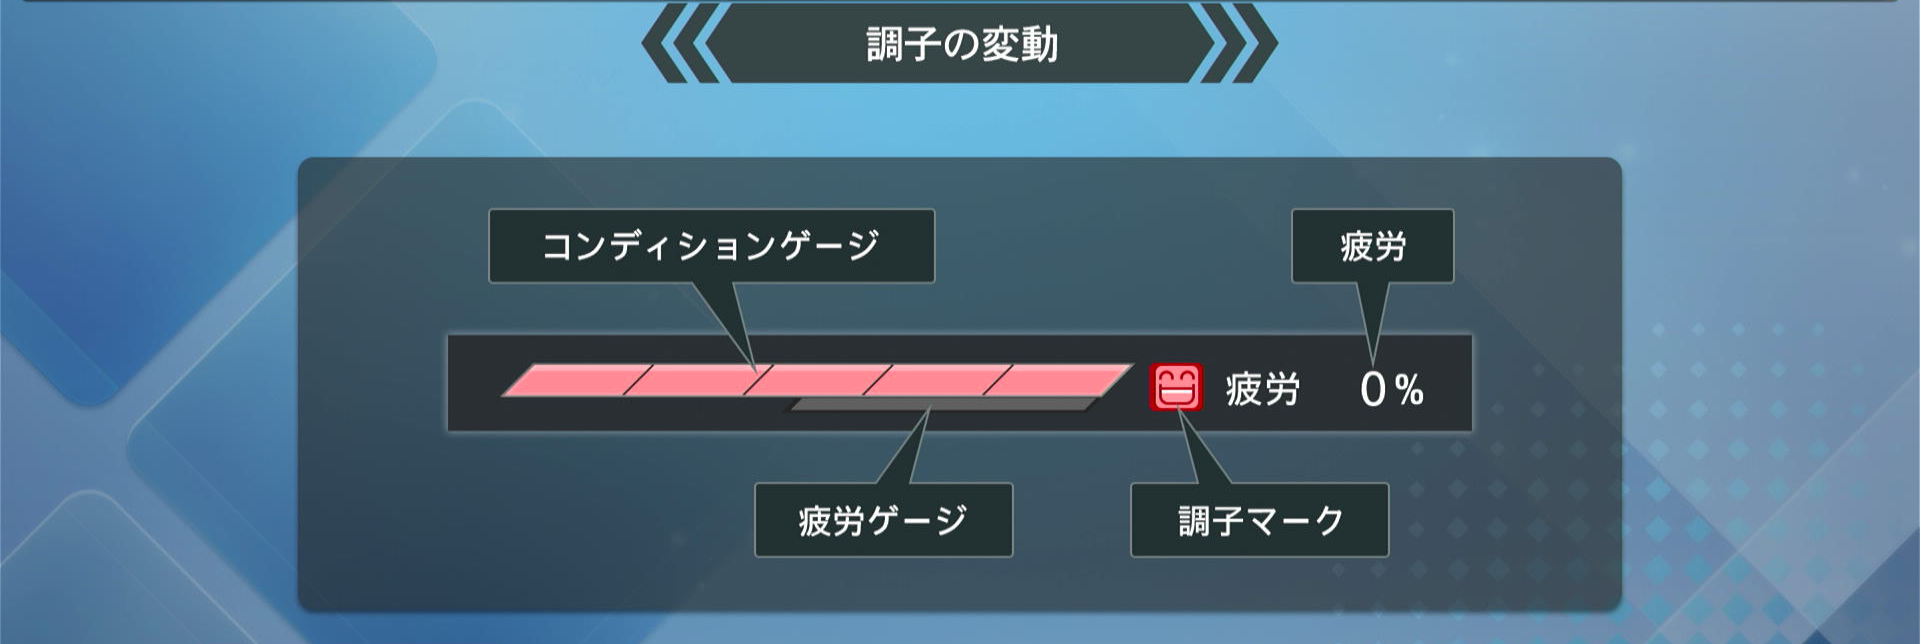 調子の変動
コンディションゲージ
疲労
疲労 0%
疲労ゲージ
調子マーク